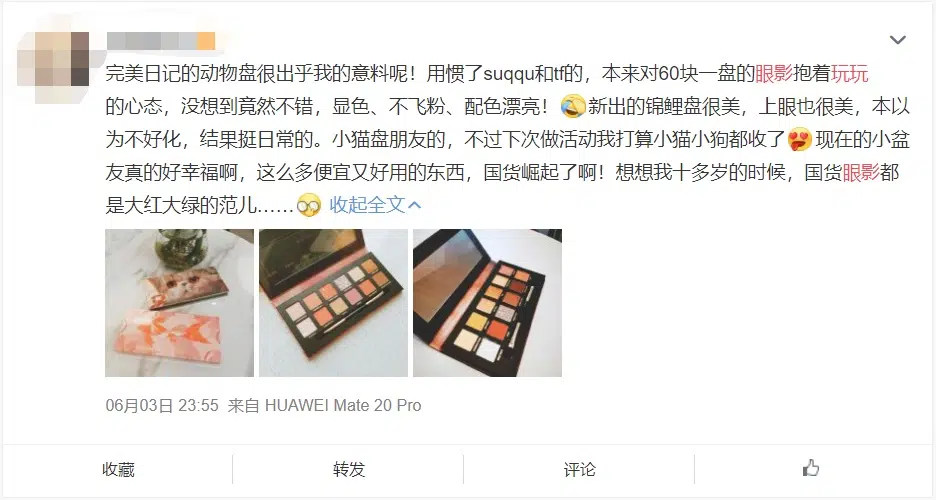 完美日记的动物盘很出乎我的意料呢！用惯了suqqu和tf的，本来对60块一盘的眼影抱着玩玩
的心态，没想到竟然不错，显色、不飞粉、配色漂亮！新出的锦鲤盘很美，上眼也很美，本以
为不好化，结果挺日常的。小猫盘朋友的，不过下次做活动我打算小猫小狗都收了现在的小盆
友真的好幸福啊，这么多便宜又好用的东西，国货崛起了啊！想想我十多岁的时候，国货眼影都
是大红大绿的范儿……收起全文
06月03日 23:55 来自 HUAWEI Mate 20 Pro
收藏
转发
评论